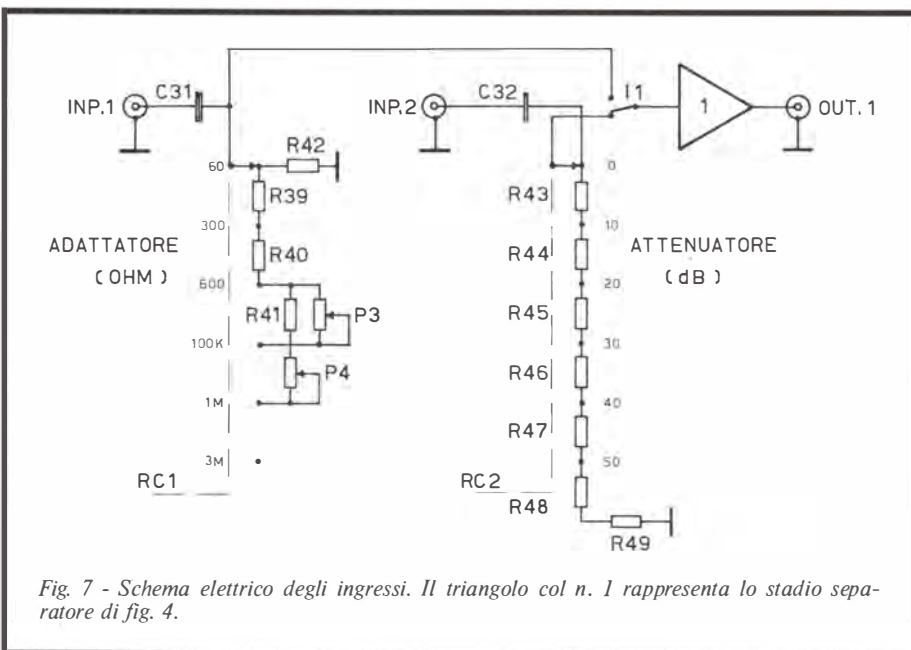 C31
C32
I1
INP.1
INP.2
1
OUT.1
R42
60
0
R39
R43
300
10
ADATTATORE
(OHM)
R40
R44
ATTENUATORE
(dB)
600
20
R41
P3
R45
100K
30
P4
R46
1M
40
R47
3M
50
RC1
RC2
R48
R49
Fig. 7 - Schema elettrico degli ingressi. Il triangolo col n. 1 rappresenta lo stadio sepa-
ratore di fig. 4.